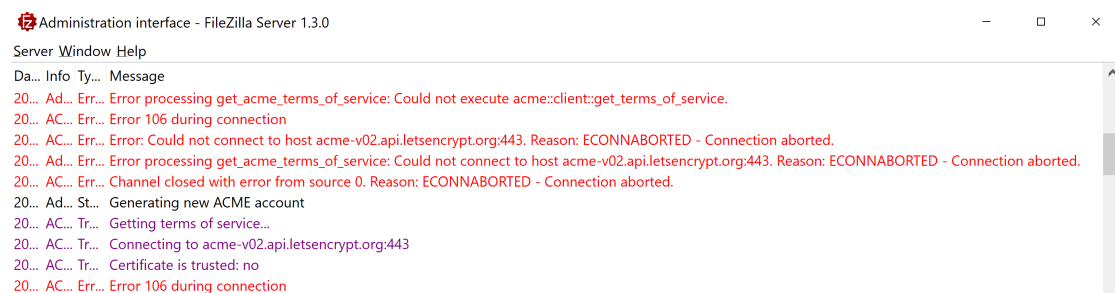 Administration interface - FileZilla Server 1.3.0
Server Window Help
Da... Info Ty... Message
20... Ad... Err... Error processing get_acme_terms_of_service: Could not execute acme::client::get_terms_of_service.
20... AC... Err... Error 106 during connection
20... AC... Err... Error: Could not connect to host acme-v02.api.letsencrypt.org:443. Reason: ECONNABORTED - Connection aborted.
20... Ad... Err... Error processing get_acme_terms_of_service: Could not connect to host acme-v02.api.letsencrypt.org:443. Reason: ECONNABORTED - Connection aborted.
20... AC... Err... Channel closed with error from source 0. Reason: ECONNABORTED - Connection aborted.
20... Ad... St... Generating new ACME account
20... AC... Tr... Getting terms of service...
20... AC... Tr... Connecting to acme-v02.api.letsencrypt.org:443
20... AC... Tr... Certificate is trusted: no
20... AC... Err... Error 106 during connection